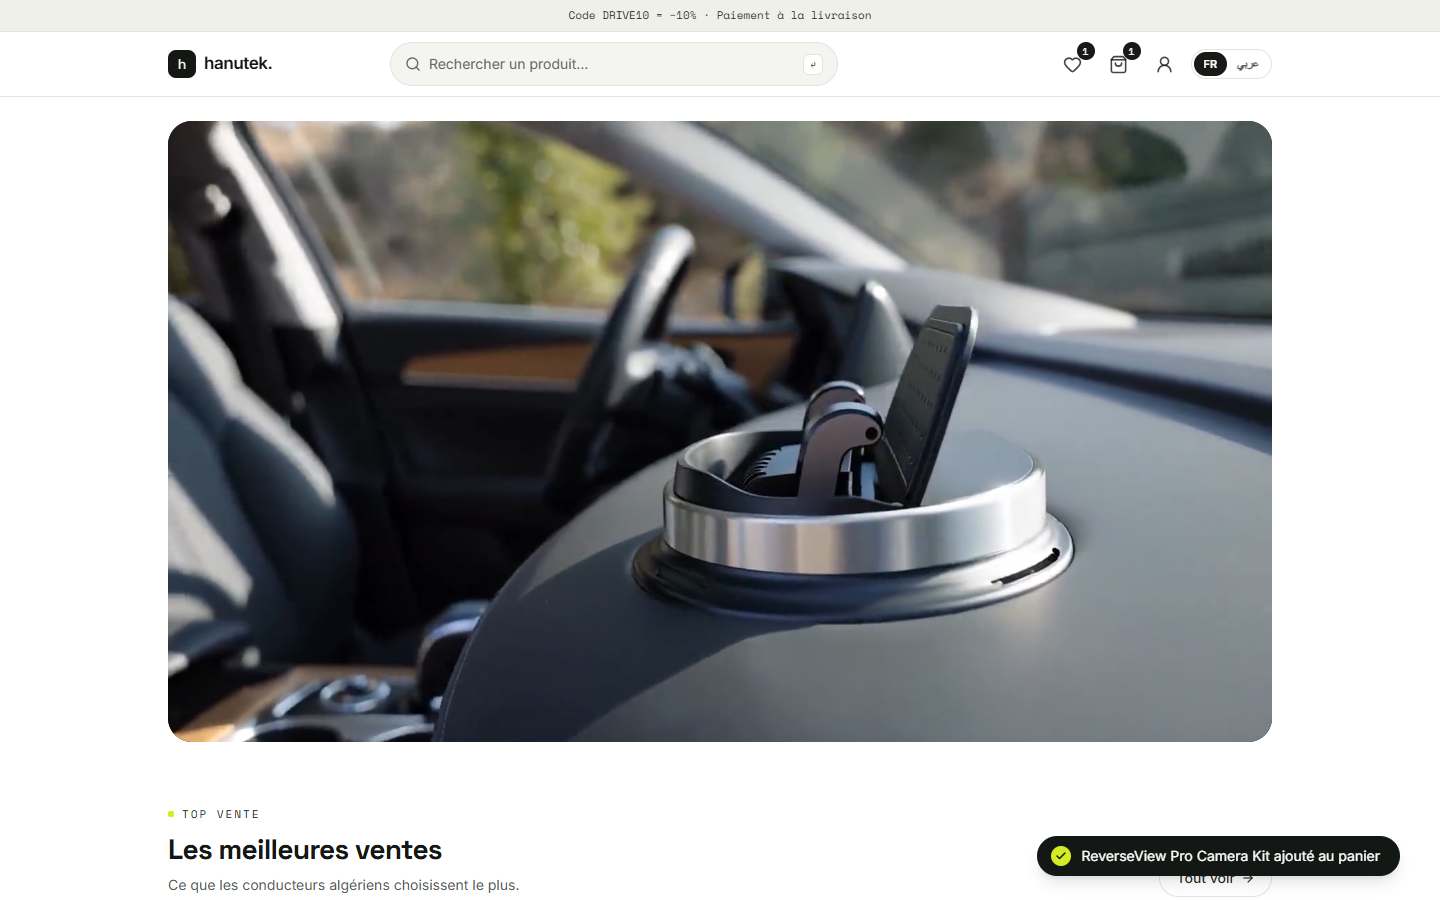 Code DRIVE10 = -10% · Paiement à la livraison
h hanutek.
Rechercher un produit...
1
1
FR
عربي
TOP VENTE
Les meilleures ventes
Ce que les conducteurs algériens choisissent le plus.
ReverseView Pro Camera Kit ajouté au panier
Tout voir →